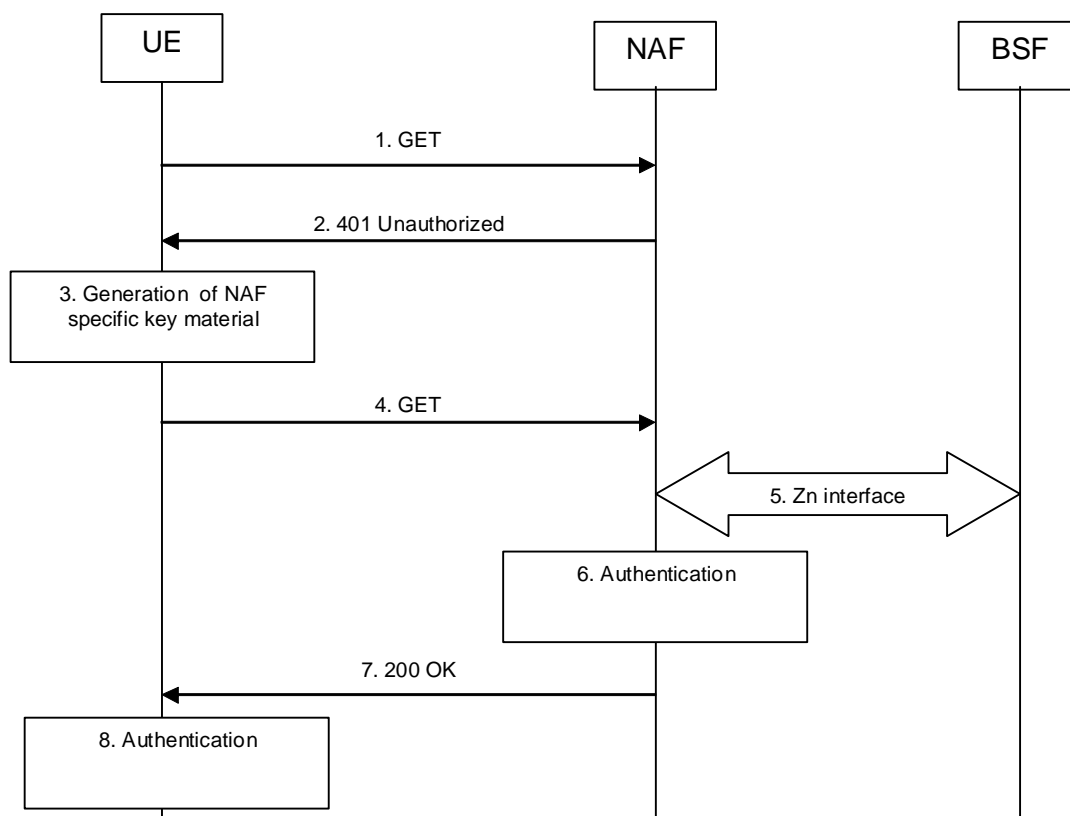 UE
NAF
BSF
1. GET
2. 401 Unauthorized
3. Generation of NAF
specific key material
4. GET
5. Zn interface
6. Authentication
7. 200 OK
8. Authentication